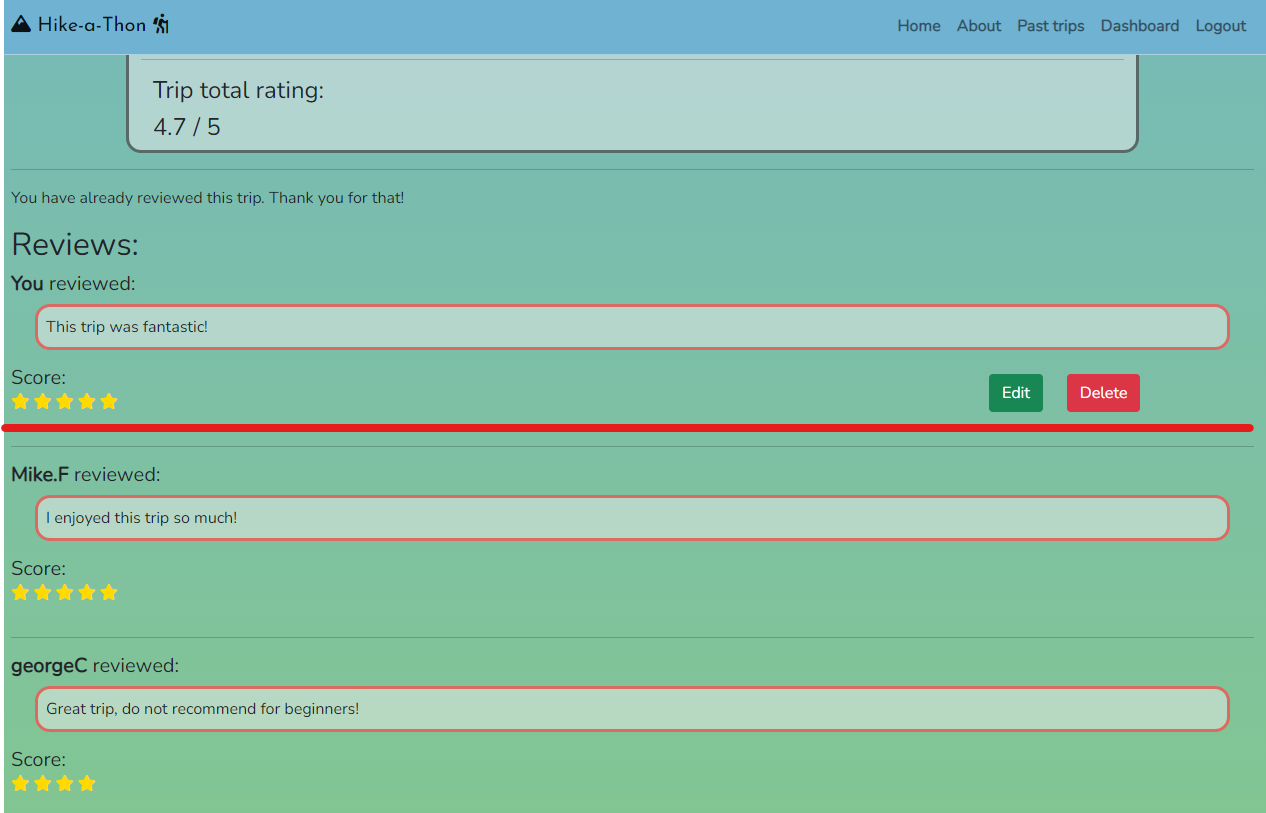 Hike-a-Thon
Home About Past trips Dashboard Logout
Trip total rating:
4.7 / 5
You have already reviewed this trip. Thank you for that!
Reviews:
You reviewed:
This trip was fantastic!
Score:
Edit Delete
Mike.F reviewed:
I enjoyed this trip so much!
Score:
georgeC reviewed:
Great trip, do not recommend for beginners!
Score: